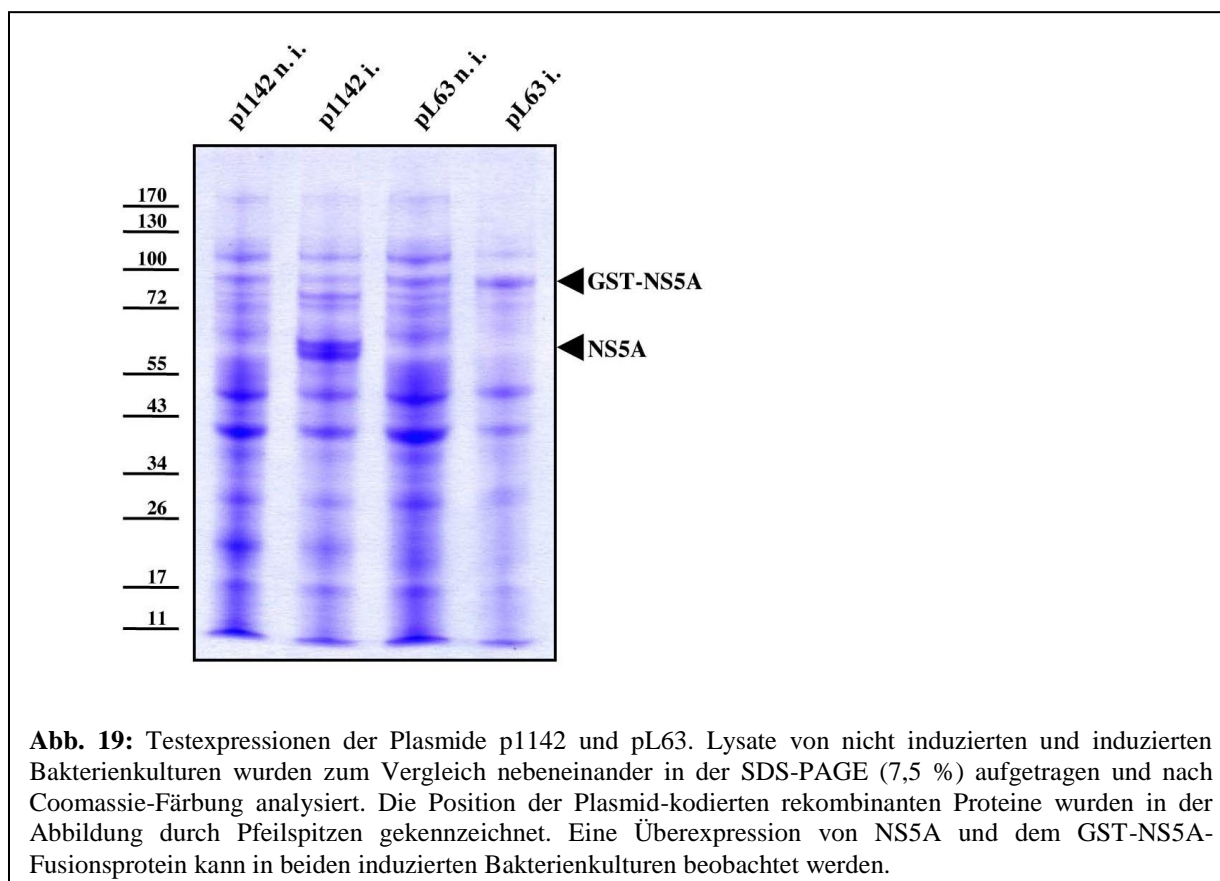 p1142 n. i.
p1142 i.
pL63 n. i.
pL63 i.
170
130
100
72
55
43
34
26
17
11
GST-NS5A
NS5A
Abb. 19: Testexpressionen der Plasmide p1142 und pL63. Lysate von nicht induzierten und induzierten
Bakterienkulturen wurden zum Vergleich nebeneinander in der SDS-PAGE (7,5 %) aufgetragen und nach
Coomassie-Färbung analysiert. Die Position der Plasmid-kodierten rekombinanten Proteine wurden in der
Abbildung durch Pfeilspitzen gekennzeichnet. Eine Überexpression von NS5A und dem GST-NS5A-
Fusionsprotein kann in beiden induzierten Bakterienkulturen beobachtet werden.